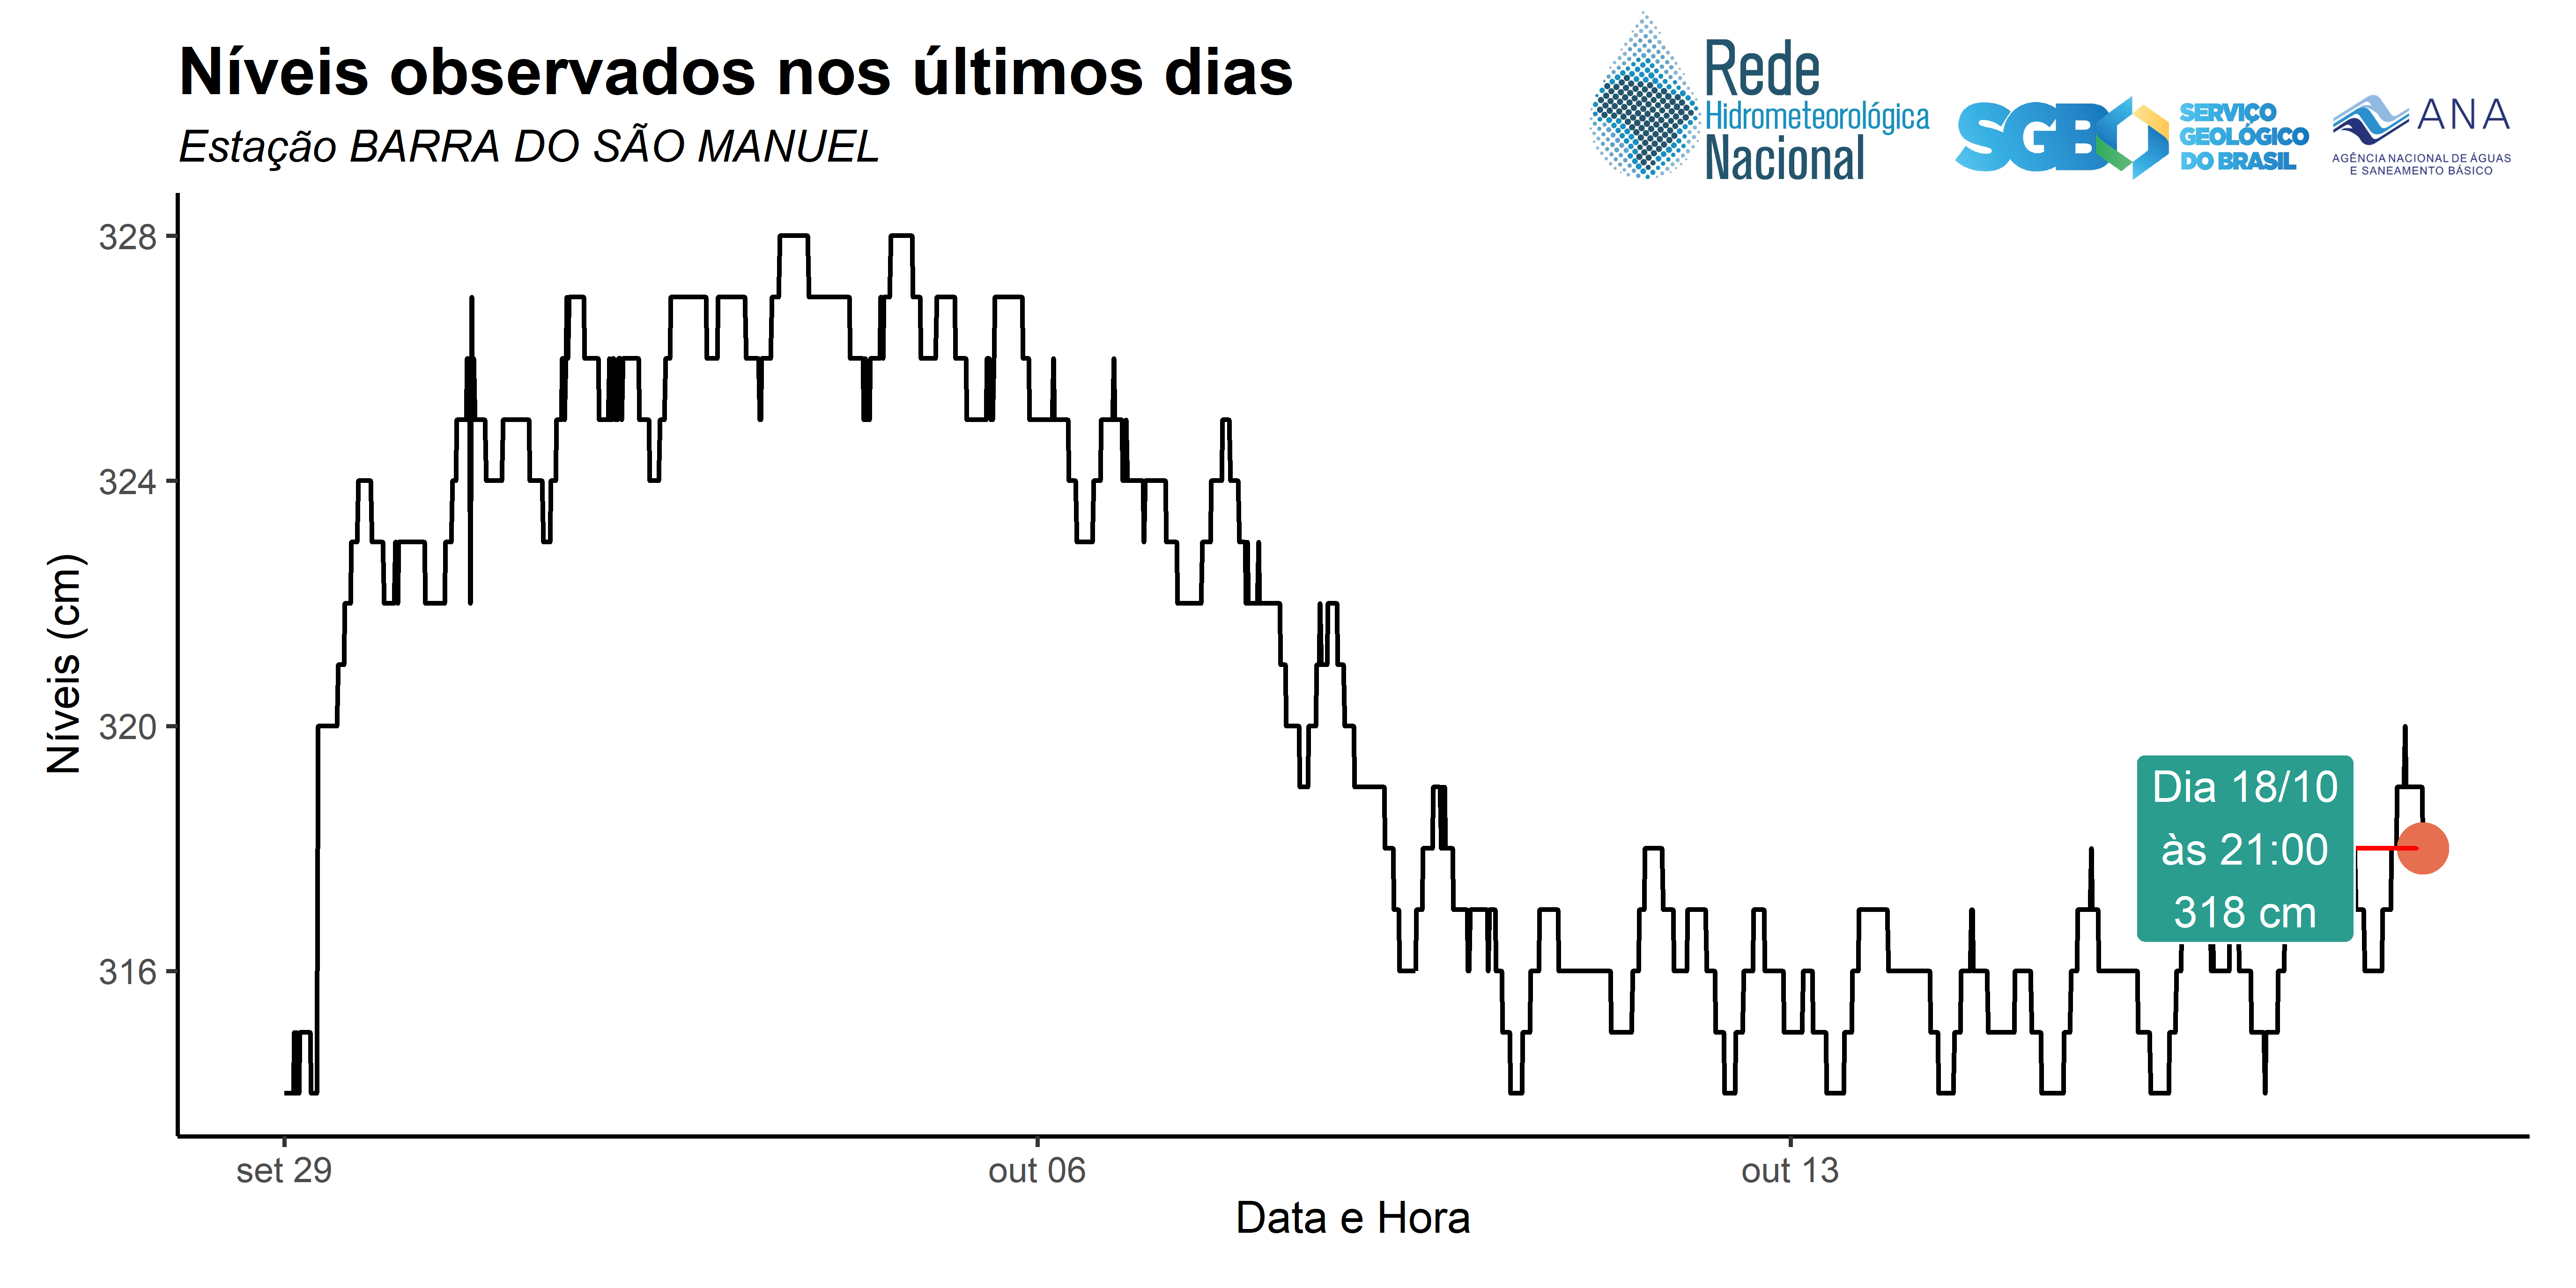 Níveis observados nos últimos dias
Estação BARRA DO SÃO MANUEL
Rede
Hidrometeorológica
Nacional
SGB
SERVIÇO
GEOLÓGICO
DO BRASIL
ANA
AGÊNCIA NACIONAL DE ÁGUAS
E SANEAMENTO BÁSICO
Níveis (cm)
328
324
320
316
Dia 18/10
às 21:00
318 cm
set 29
out 06
out 13
Data e Hora